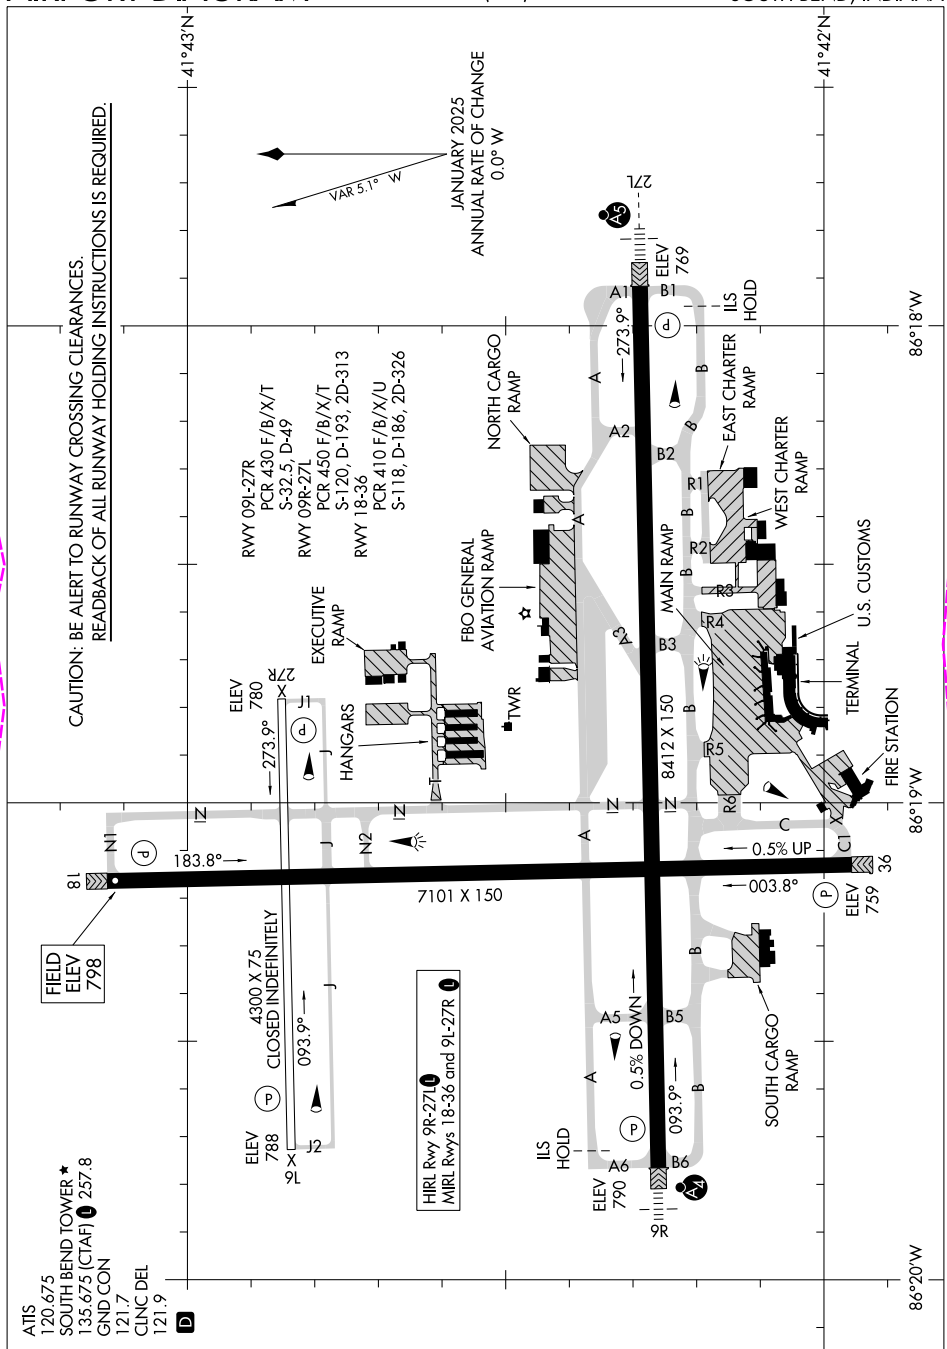 AIRPORT DIAGRAM
SOUTH BEND, INDIANA
ATIS
120.675
SOUTH BEND TOWER ★
135.675 (CTAF) L 257.8
GND CON
121.7
CLNC DEL
121.9
D
CAUTION: BE ALERT TO RUNWAY CROSSING CLEARANCES.
READBACK OF ALL RUNWAY HOLDING INSTRUCTIONS IS REQUIRED.
41°43'N
41°42'N
86°18'W
86°19'W
86°20'W
JANUARY 2025
ANNUAL RATE OF CHANGE
0.0° W
VAR 5.1° W
RWY 09L-27R
PCR 430 F/B/X/T
S-32.5, D-49
RWY 09R-27L
PCR 450 F/B/X/T
S-120, D-193, 2D-313
RWY 18-36
PCR 410 F/B/X/U
S-118, D-186, 2D-326
FIELD
ELEV
798
18
N1
P
183.8°
N
7101 X 150
N2
N
N
N
ELEV
788
9L
X
J2
P
4300 X 75
CLOSED INDEFINITELY
093.9°
J
J
J
J1
273.9°
P
ELEV
780
27R
X
EXECUTIVE
RAMP
HANGARS
H
TWR
FBO GENERAL
AVIATION RAMP
NORTH CARGO
RAMP
HIRL Rwy 9R-27L L
MIRL Rwys 18-36 and 9L-27R L
ILS
HOLD
A6
ELEV
790
9R
A4
B6
P
093.9°
0.5% DOWN
A5
B5
A
A
A
A
A3
A2
A1
B
B
B
B
B
B
B
B3
B2
B1
8412 X 150
273.9°
P
ELEV
769
27L
A5
ILS
HOLD
MAIN RAMP
R1
R2
R3
R4
R5
R6
EAST CHARTER
RAMP
WEST CHARTER
RAMP
U.S. CUSTOMS
TERMINAL
FIRE STATION
SOUTH CARGO
RAMP
C
C1
X
0.5% UP
003.8°
P
ELEV
759
36